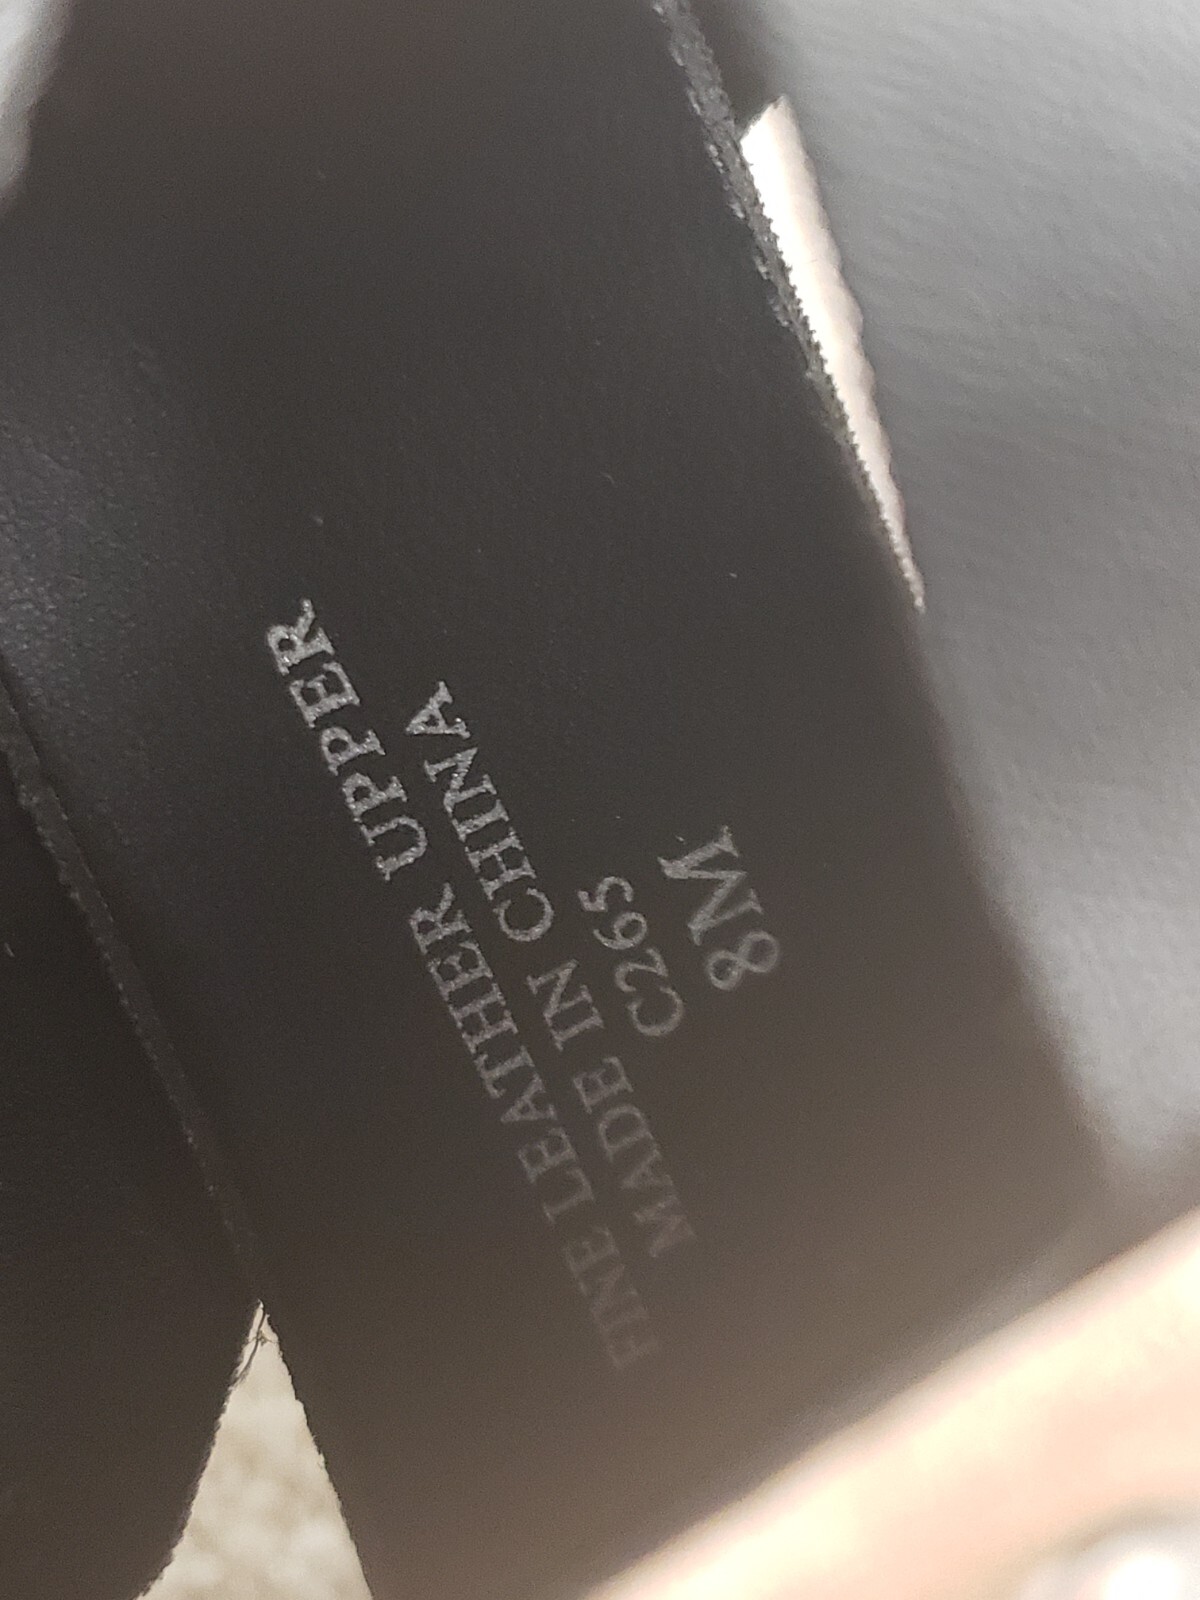 FINE LEATHER UPPER
MADE IN CHINA
C265
8M